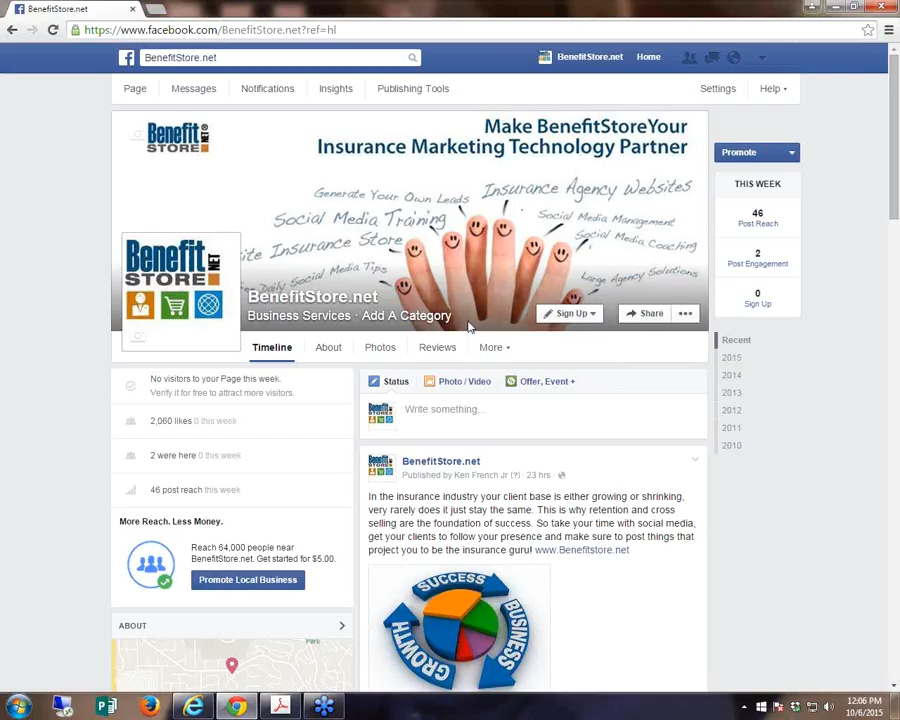 BenefitStore.net
https://www.facebook.com/BenefitStore.net?ref=hl
BenefitStore.net
BenefitStore.net Home
Page Messages Notifications Insights Publishing Tools Settings Help
Benefit
STORE.NET
Make BenefitStoreYour
Insurance Marketing Technology Partner
Generate Your Own Leads
Insurance Agency Websites
Social Media Training
Social Media Management
Insurance Store
Social Media Coaching
Daily Social Media Tips
Large Agency Solutions
Benefit
STORE.NET
BenefitStore.net
Business Services · Add A Category
Sign Up
Share
Timeline About Photos Reviews More
Promote
THIS WEEK
46
Post Reach
2
Post Engagement
0
Sign Up
Recent
2015
2014
2013
2012
2011
2010
No visitors to your Page this week.
Verify it for free to attract more visitors.
2,060 likes 0 this week
2 were here 0 this week
46 post reach this week
More Reach. Less Money.
Reach 64,000 people near
BenefitStore.net. Get started for $5.00.
Promote Local Business
ABOUT
Park
Status Photo / Video Offer, Event +
Benefit
STORE
Write something...
Benefit
STORE
BenefitStore.net
Published by Ken French Jr [?] · 23 hrs ·
In the insurance industry your client base is either growing or shrinking,
very rarely does it just stay the same. This is why retention and cross
selling are the foundation of success. So take your time with social media,
get your clients to follow your presence and make sure to post things that
project you to be the insurance guru! www.Benefitstore.net
SUCCESS
BUSINESS
GROWTH
12:06 PM
10/6/2015